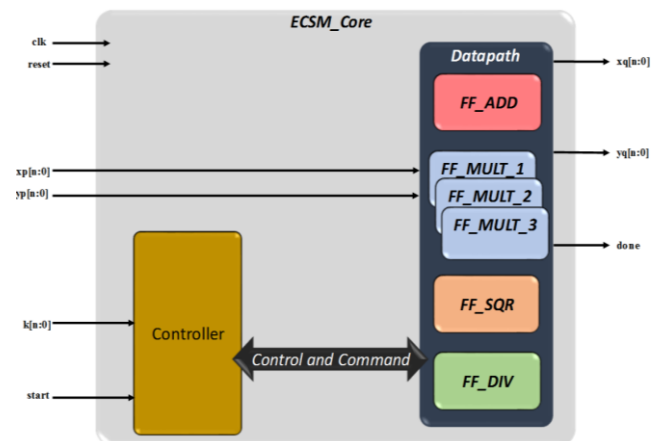 ECSM_Core
clk
reset
Datapath
xq[n:0]
FF_ADD
yq[n:0]
xp[n:0]
yp[n:0]
FF_MULT_1
FF_MULT_2
FF_MULT_3
done
Controller
k[n:0]
FF_SQR
Control and Command
start
FF_DIV